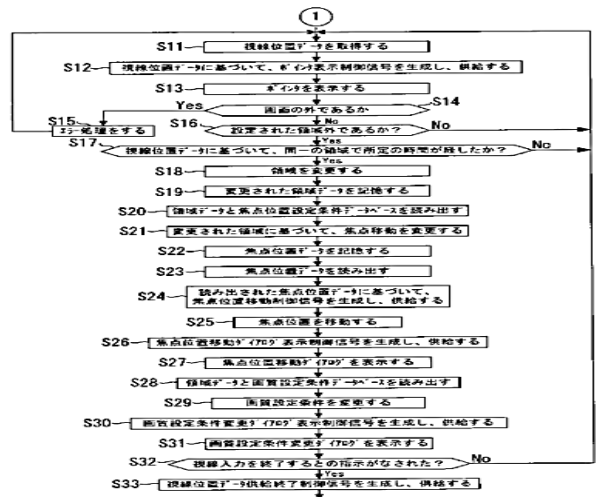 1
S11 視線位置データを取得する
S12 視線位置データに基づいて、ポインタ表示制御信号を生成し、供給する
S13 ポインタを表示する
Yes 画面の外であるか S14
No
S15 エラー処理をする
S16 設定された領域外であるか? No
Yes
S17 視線位置データに基づいて、同一の領域で所定の時間が経したか? No
Yes
S18 領域を変更する
S19 変更された領域データを記憶する
S20 領域データと焦点位置設定条件データベースを読み出す
S21 変更された領域に基づいて、焦点移動を変更する
S22 焦点位置データを記憶する
S23 焦点位置データを読み出す
S24 読み出された焦点位置データに基づいて、
焦点位置移動制御信号を生成し、供給する
S25 焦点位置を移動する
S26 焦点位置移動ダイアログ表示制御信号を生成し、供給する
S27 焦点位置移動ダイアログを表示する
S28 領域データと画質設定条件データベースを読み出す
S29 画質設定条件を変更する
S30 画質設定条件変更ダイアログ表示制御信号を生成し、供給する
S31 画質設定条件変更ダイアログを表示する
S32 視線入力を終了するとの指示がなされた? No
Yes
S33 視線位置データ供給終了制御信号を生成し、供給する